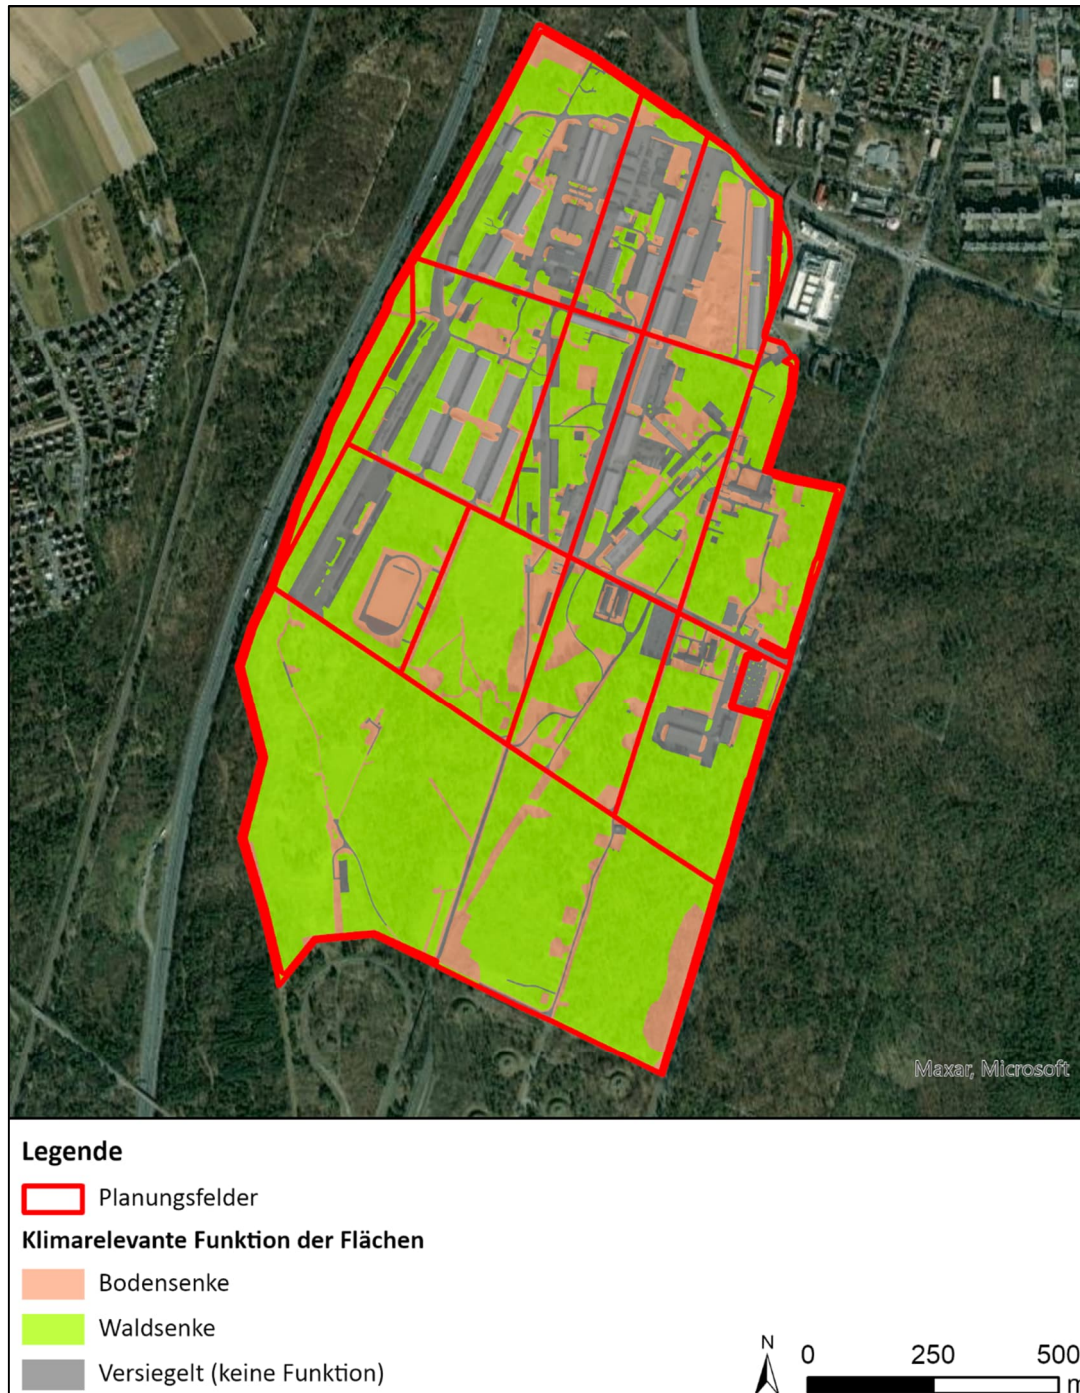 Maxar, Microsoft
Legende
Planungsfelder
Klimarelevante Funktion der Flächen
Bodensenke
Waldsenke
Versiegelt (keine Funktion)
N
0 250 500
m